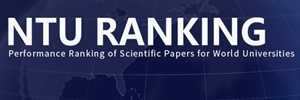 NTU RANKING
Performance Ranking of Scientific Papers for World Universities